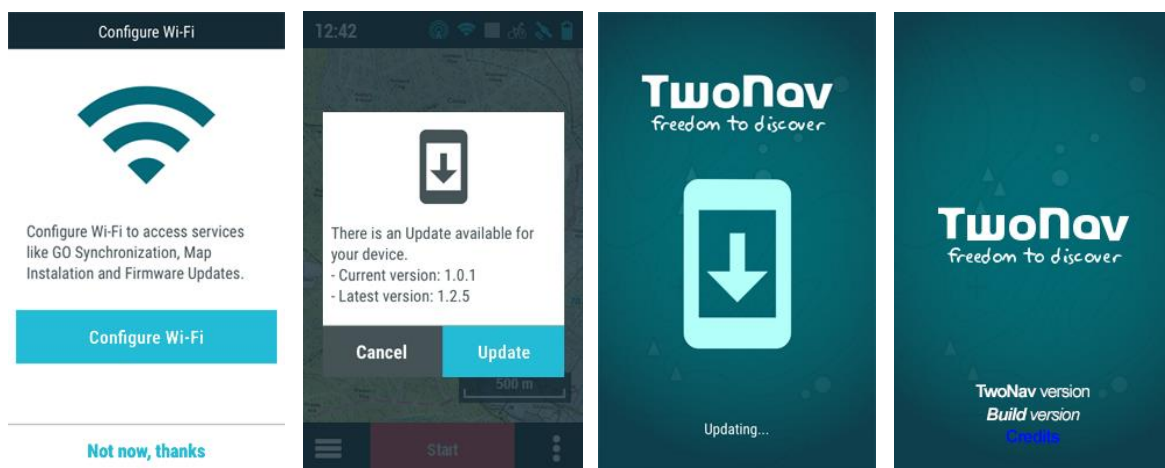 Configure Wi-Fi
Configure Wi-Fi to access services
like GO Synchronization, Map
Instalation and Firmware Updates.
Configure Wi-Fi
Not now, thanks
12:42
There is an Update available for
your device.
- Current version: 1.0.1
- Latest version: 1.2.5
Cancel
Update
500 m
Start
TwoNav
freedom to discover
Updating...
TwoNav
freedom to discover
TwoNav version
Build version
Credits